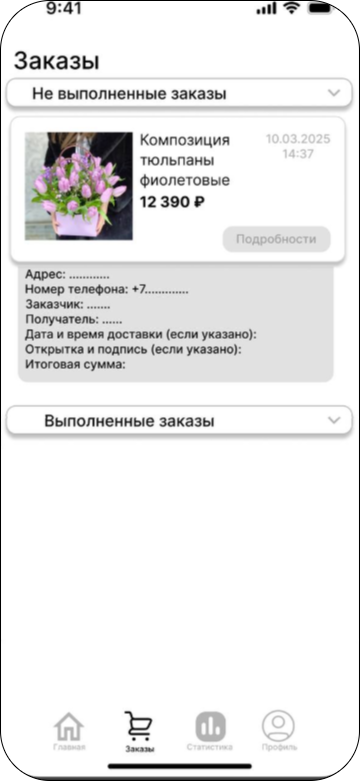 9:41
Заказы
Не выполненные заказы
Композиция
тюльпаны
фиолетовые
12 390 ₽
10.03.2025
14:37
Подробности
Адрес: ............
Номер телефона: +7.............
Заказчик: .......
Получатель: ......
Дата и время доставки (если указано):
Открытка и подпись (если указано):
Итоговая сумма:
Выполненные заказы
Главная
Заказы
Статистика
Профиль